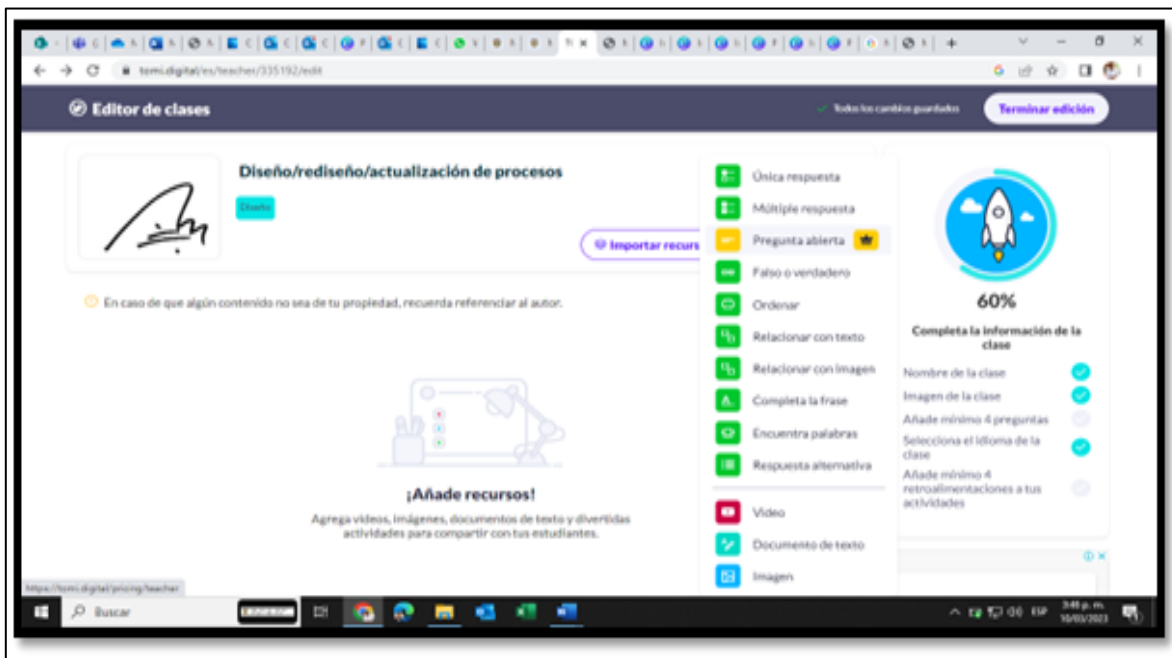 tomi.digital/es/teacher/335192/edit
Editor de clases
Todos los cambios guardados
Terminar edición
Diseño/rediseño/actualización de procesos
Diseño
Importar recurs
En caso de que algún contenido no sea de tu propiedad, recuerda referenciar al autor.
¡Añade recursos!
Agrega videos, imágenes, documentos de texto y divertidas
actividades para compartir con tus estudiantes.
Única respuesta
Múltiple respuesta
Pregunta abierta
Falso o verdadero
Ordenar
Relacionar con texto
Relacionar con imagen
Completa la frase
Encuentra palabras
Respuesta alternativa
Video
Documento de texto
Imagen
60%
Completa la información de la
clase
Nombre de la clase
Imagen de la clase
Añade mínimo 4 preguntas
Selecciona el idioma de la
clase
Añade mínimo 4
retroalimentaciones a tus
actividades
https://tomi.digital/pricing/teacher
Buscar
ESP
3:41 p. m.
10/03/2023